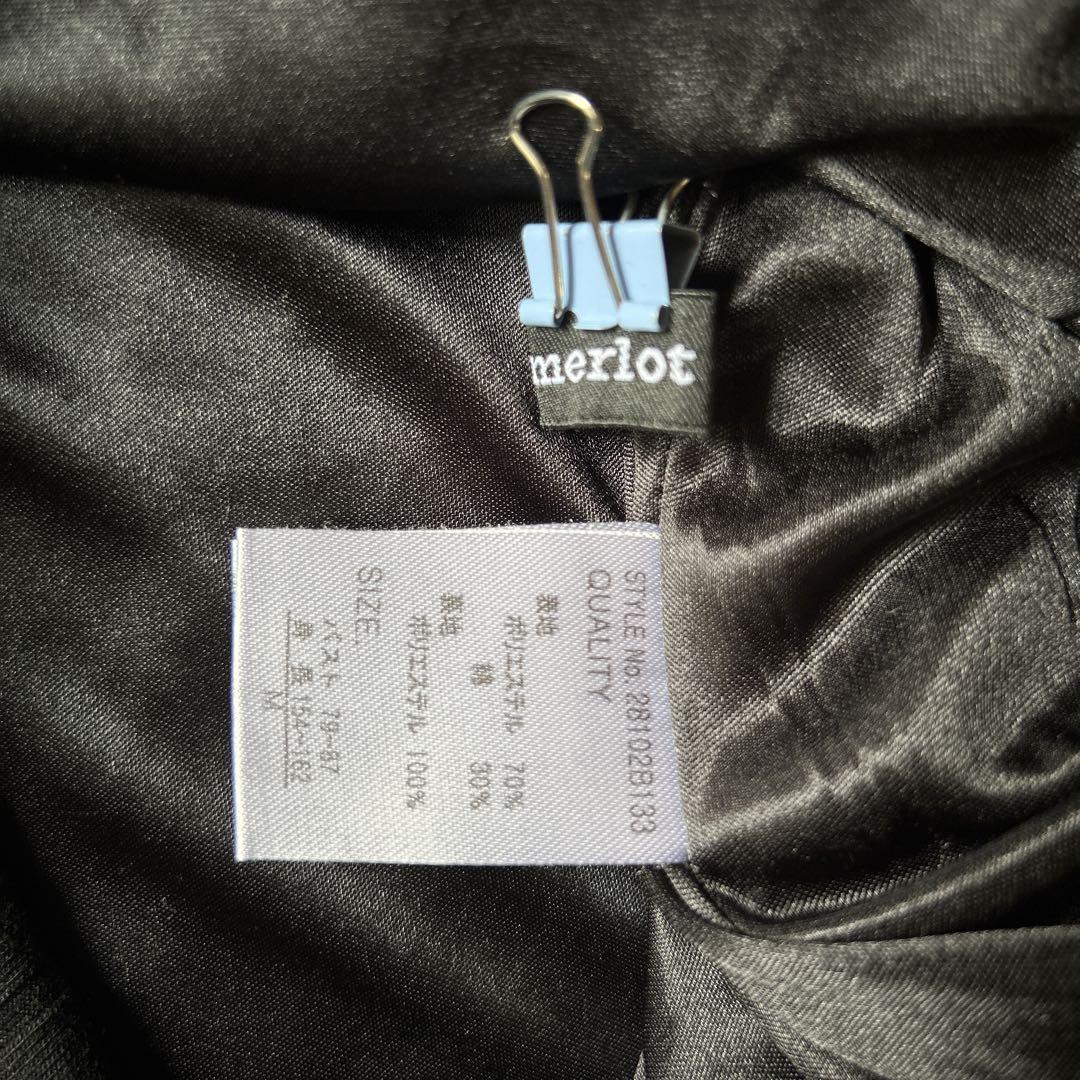 merlot
STYLE No. 28102B133
QUALITY
表地
ポリエステル 70%
綿 30%
裏地
ポリエステル 100%
SIZE
バスト 79~87
身長 154~162
M